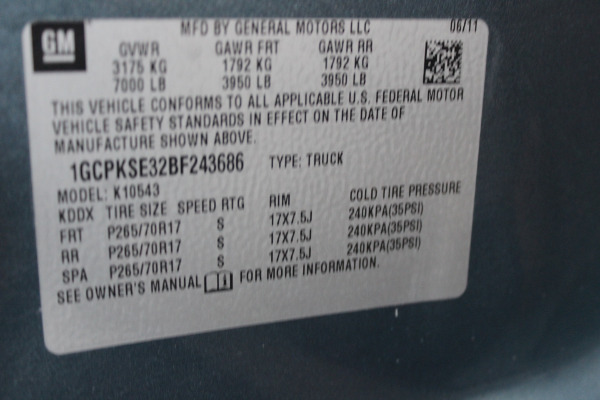 GM
MFD BY GENERAL MOTORS LLC 06/11
GVWR GAWR FRT GAWR RR
3175 KG 1792 KG 1792 KG
7000 LB 3950 LB 3950 LB
THIS VEHICLE CONFORMS TO ALL APPLICABLE U.S. FEDERAL MOTOR
VEHICLE SAFETY STANDARDS IN EFFECT ON THE DATE OF
MANUFACTURE SHOWN ABOVE.
1GCPKSE32BF243686 TYPE: TRUCK
MODEL: K10543
KDDX TIRE SIZE SPEED RTG RIM COLD TIRE PRESSURE
FRT P265/70R17 S 17X7.5J 240KPA(35PSI)
RR P265/70R17 S 17X7.5J 240KPA(35PSI)
SPA P265/70R17 S 17X7.5J 240KPA(35PSI)
SEE OWNER'S MANUAL FOR MORE INFORMATION.